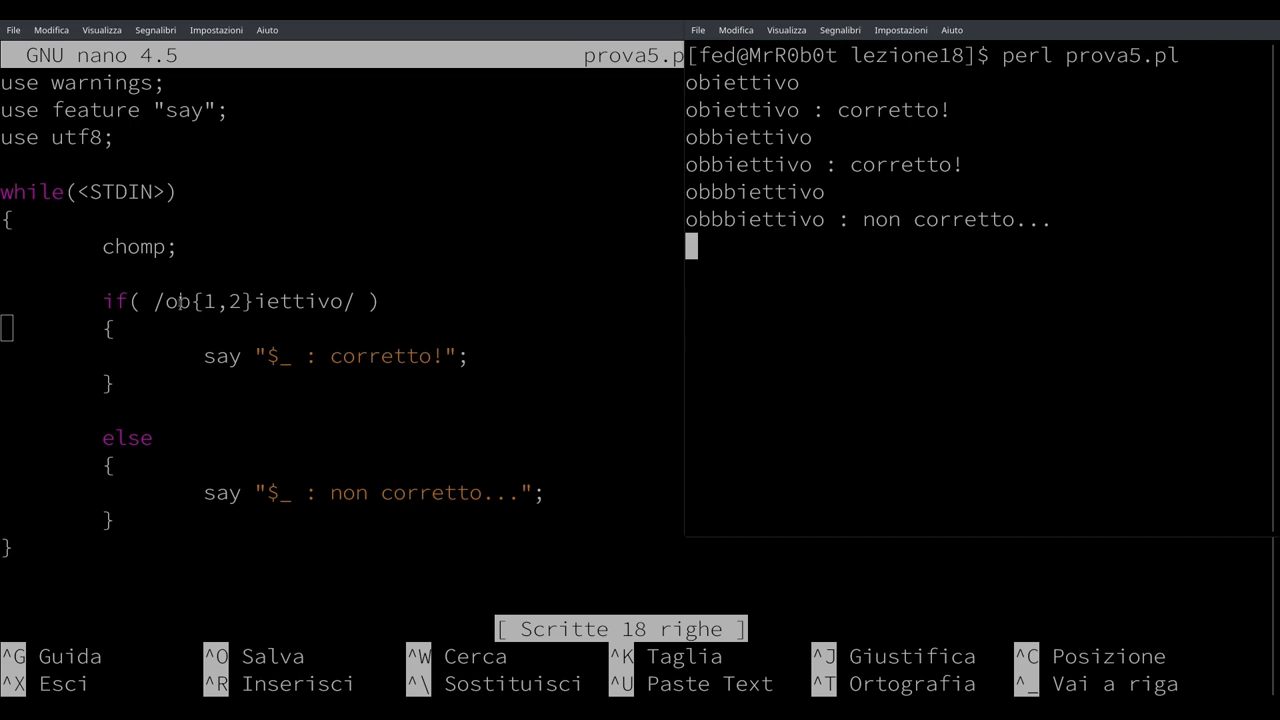 File Modifica Visualizza Segnalibri Impostazioni Aiuto
GNU nano 4.5 prova5.p
use warnings;
use feature "say";
use utf8;
while(<STDIN>)
{
chomp;
if( /ob{1,2}iettivo/ )
{
say "$_ : corretto!";
}
else
{
say "$_ : non corretto...";
}
}
[ Scritte 18 righe ]
^G Guida ^O Salva ^W Cerca ^K Taglia ^J Giustifica ^C Posizione
^X Esci ^R Inserisci ^\ Sostituisci ^U Paste Text ^T Ortografia ^_ Vai a riga
File Modifica Visualizza Segnalibri Impostazioni Aiuto
[fed@MrR0b0t lezione18]$ perl prova5.pl
obiettivo
obiettivo : corretto!
obbiettivo
obbiettivo : corretto!
obbbiettivo
obbbiettivo : non corretto...